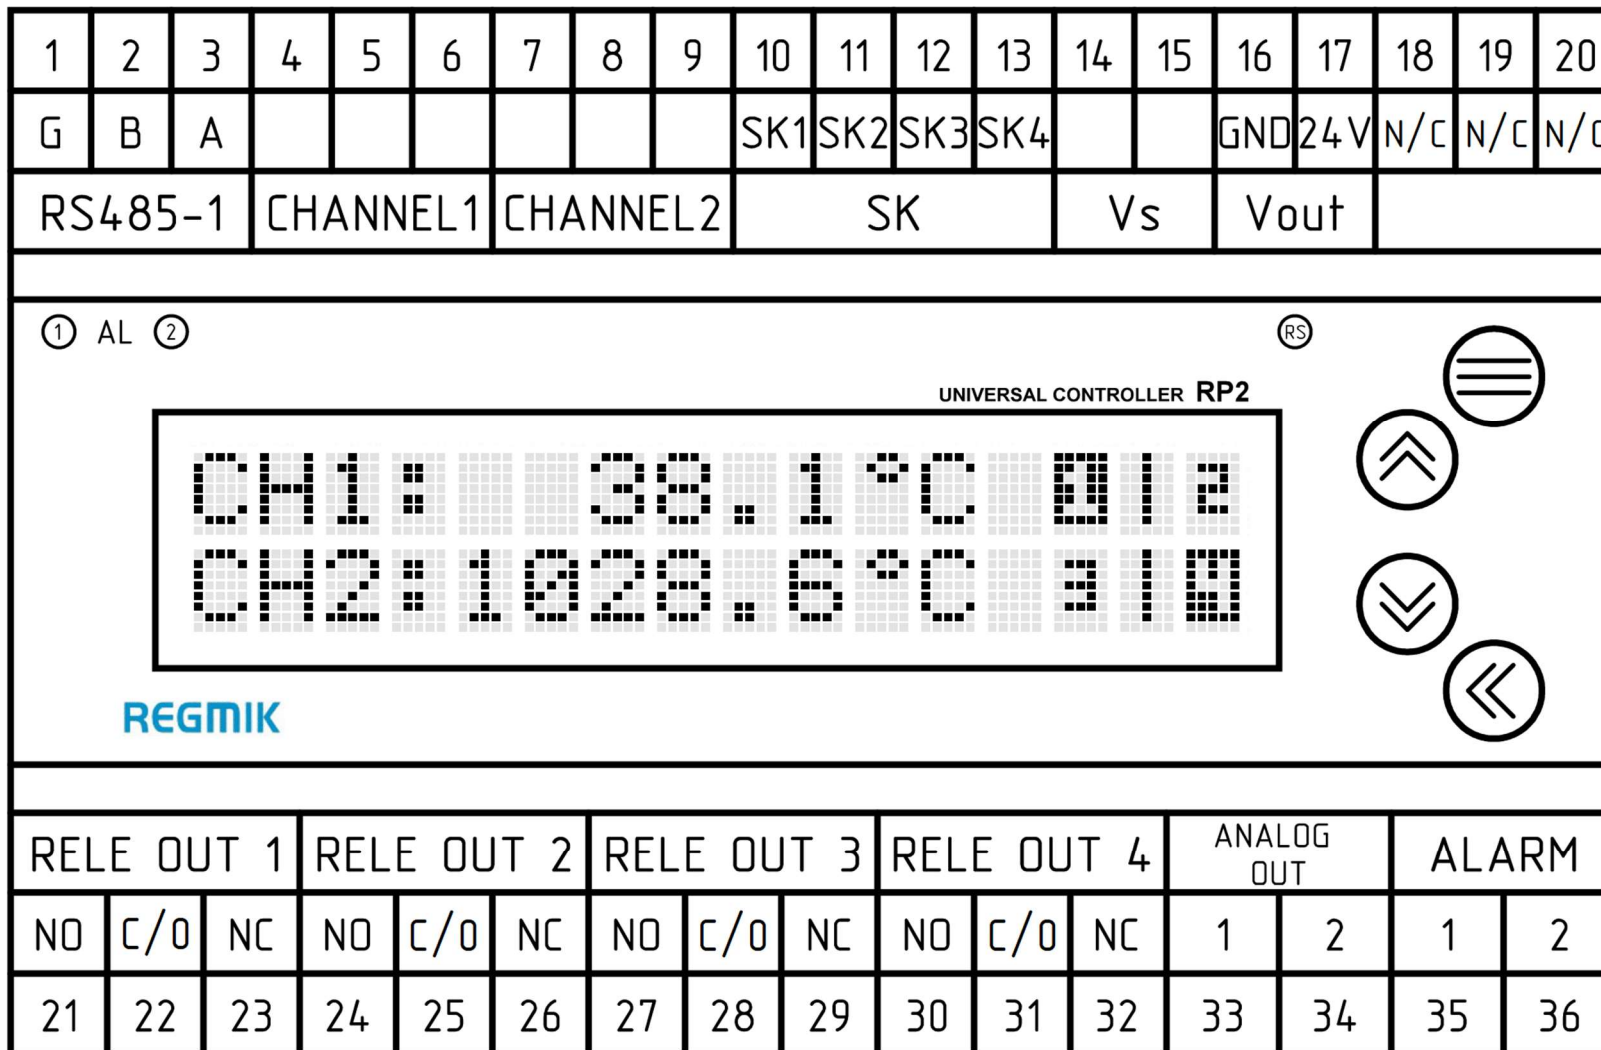 1 2 3 4 5 6 7 8 9 10 11 12 13 14 15 16 17 18 19 20
G B A SK1 SK2 SK3 SK4 GND 24V N/C N/C N/C
RS485-1 CHANNEL1 CHANNEL2 SK Vs Vout
1 AL 2 RS
UNIVERSAL CONTROLLER RP2
CH1: 38.1°C 1|2
CH2:1028.6°C 3|4
REGMIK
RELE OUT 1 RELE OUT 2 RELE OUT 3 RELE OUT 4 ANALOG OUT ALARM
NO C/O NC NO C/O NC NO C/O NC NO C/O NC 1 2 1 2
21 22 23 24 25 26 27 28 29 30 31 32 33 34 35 36